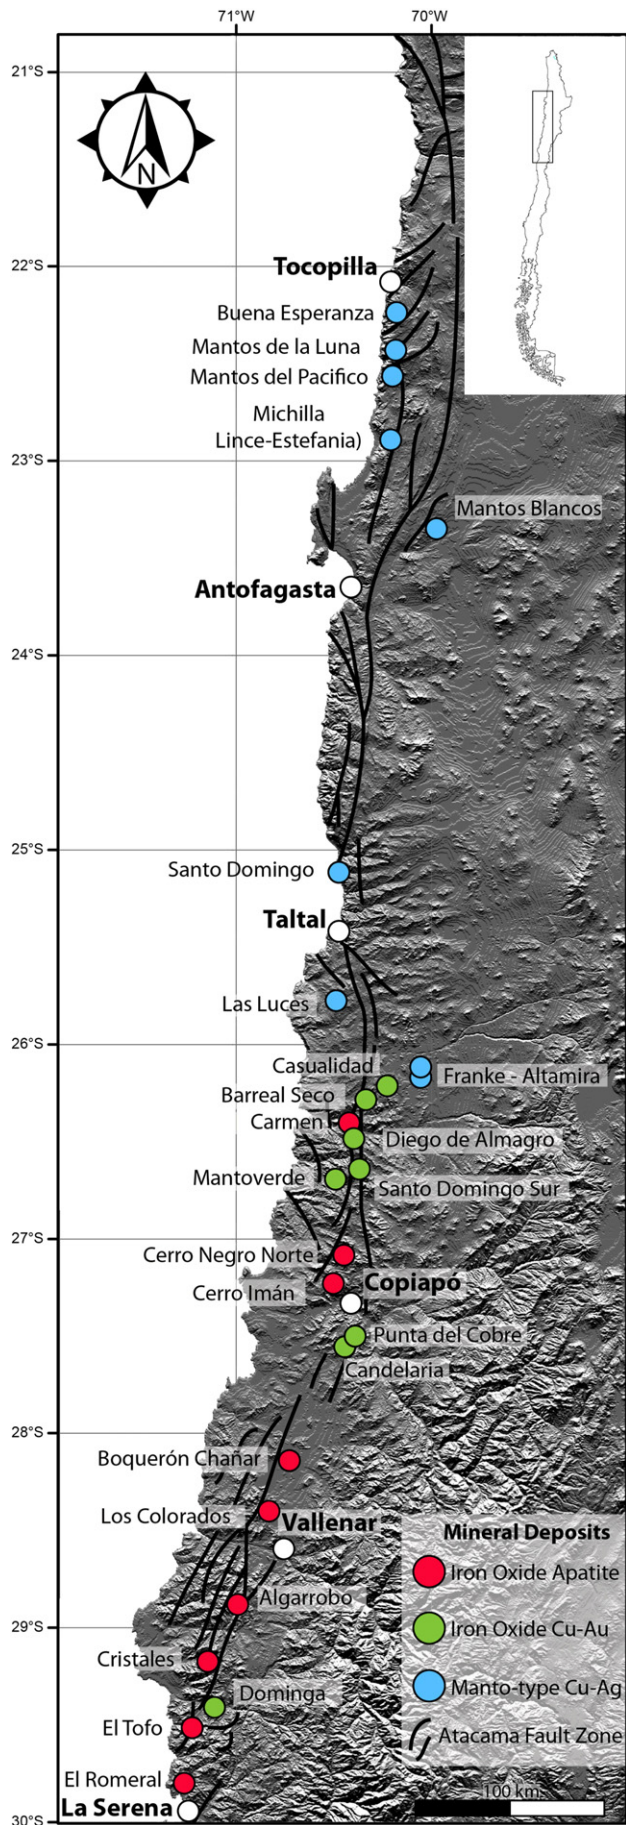 71°W
70°W
21°S
N
22°S
Tocopilla
Buena Esperanza
Mantos de la Luna
Mantos del Pacifico
Michilla
Lince-Estefania)
23°S
Mantos Blancos
Antofagasta
24°S
25°S
Santo Domingo
Taltal
Las Luces
26°S
Casualidad
Franke - Altamira
Barreal Seco
Carmen
Diego de Almagro
Mantoverde
Santo Domingo Sur
27°S
Cerro Negro Norte
Cerro Imán
Copiapó
Punta del Cobre
Candelaria
28°S
Boquerón Chañar
Los Colorados
Vallenar
Mineral Deposits
Iron Oxide Apatite
Algarrobo
29°S
Iron Oxide Cu-Au
Cristales
Dominga
Manto-type Cu-Ag
El Tofo
Atacama Fault Zone
El Romeral
100 km
La Serena
30°S